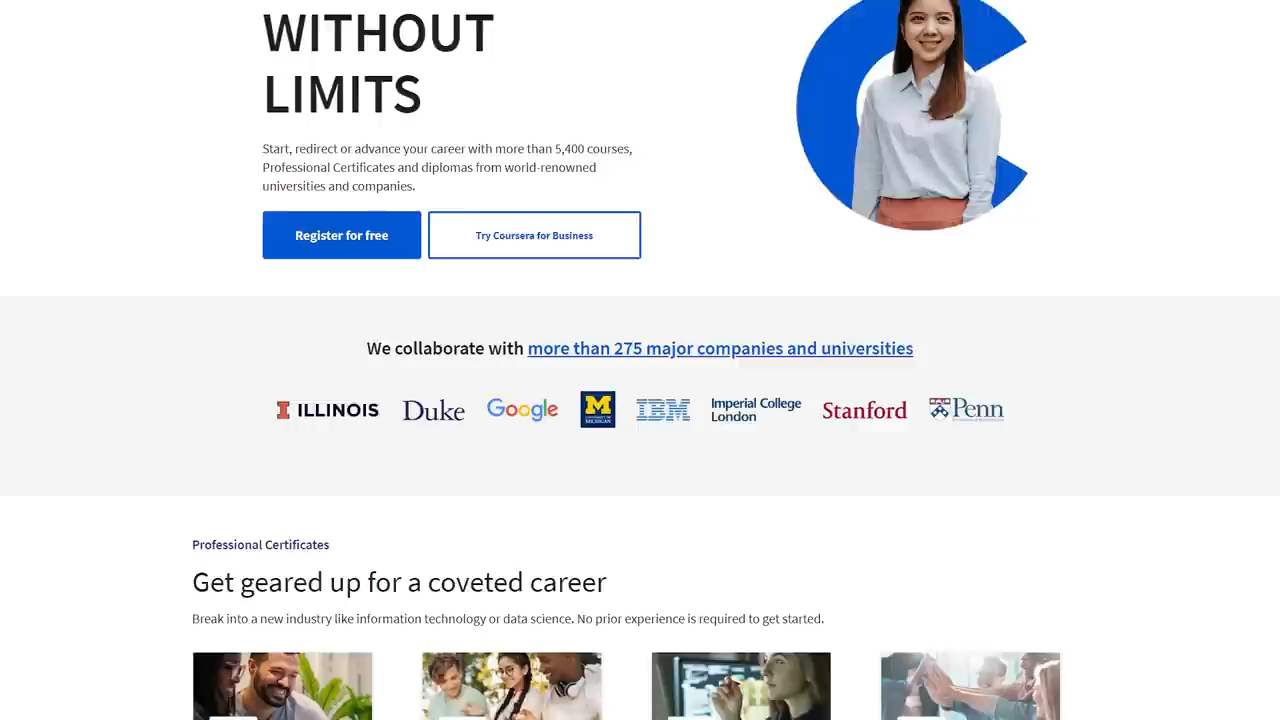 WITHOUT
LIMITS
Start, redirect or advance your career with more than 5,400 courses,
Professional Certificates and diplomas from world-renowned
universities and companies.
Register for free
Try Coursera for Business
We collaborate with more than 275 major companies and universities
I ILLINOIS
Duke
Google
M
UNIVERSITY OF
MICHIGAN
IBM
Imperial College
London
Stanford
Penn
Professional Certificates
Get geared up for a coveted career
Break into a new industry like information technology or data science. No prior experience is required to get started.